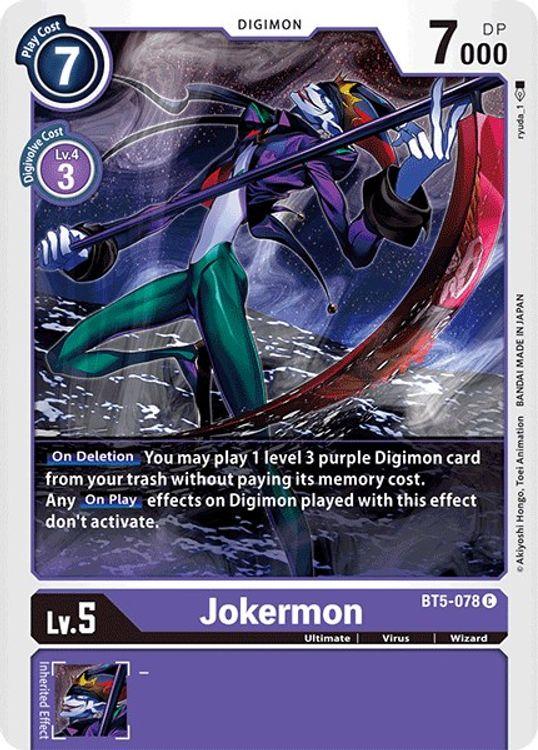 DIGIMON
Play Cost
7
7000
DP
Digivolve Cost
Lv.4
3
ryuda_1
© Akiyoshi Hongo, Toei Animation BANDAI MADE IN JAPAN
On Deletion You may play 1 level 3 purple Digimon card
from your trash without paying its memory cost.
Any On Play effects on Digimon played with this effect
don't activate.
Lv.5
Jokermon
BT5-078 C
Ultimate | Virus | Wizard
Inherited Effect
–